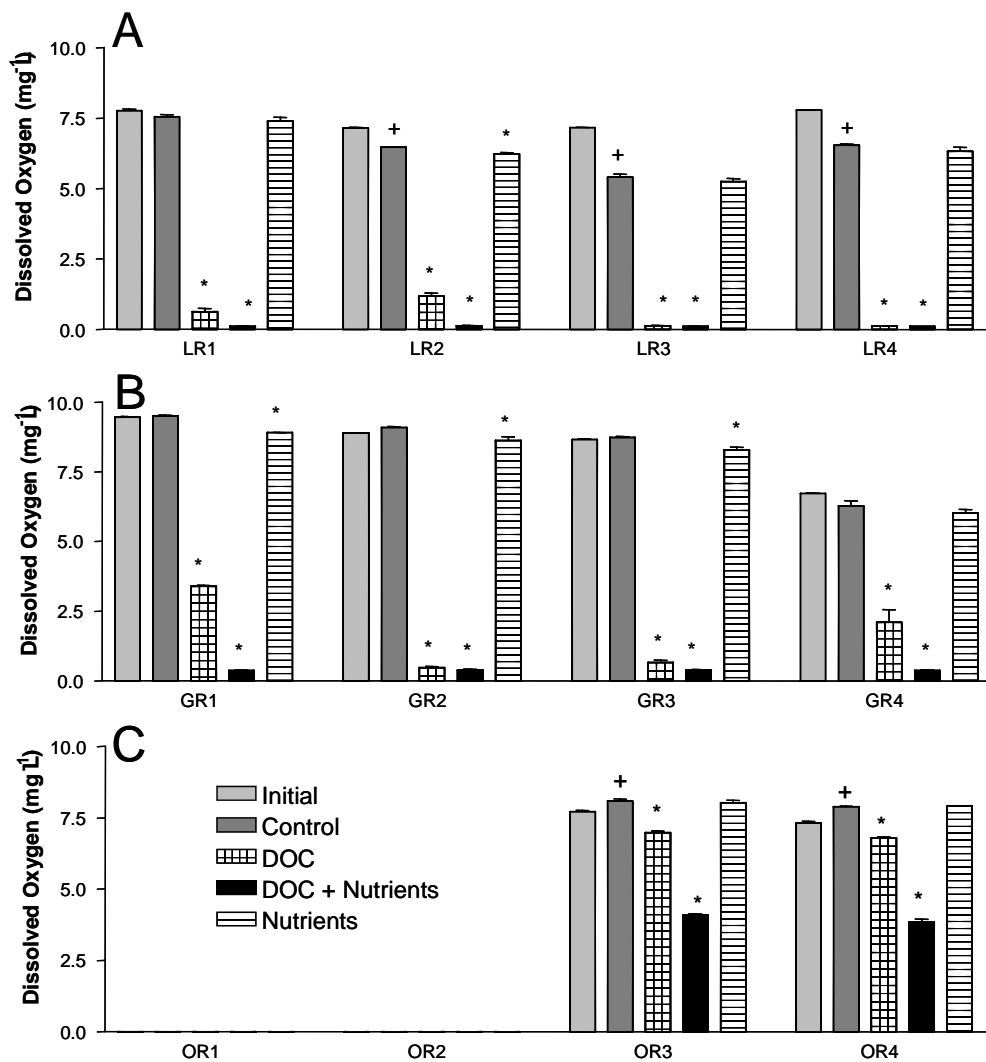 A
Dissolved Oxygen (mg⁻¹L)
10.0
7.5
5.0
2.5
0.0
+ * + +
* * * * * * * *
LR1 LR2 LR3 LR4
B
Dissolved Oxygen (mg⁻¹L)
10.0
7.5
5.0
2.5
0.0
* * *
* * * * * * * *
GR1 GR2 GR3 GR4
C
Dissolved Oxygen (mg⁻¹L)
10.0
7.5
5.0
2.5
0.0
Initial
Control
DOC
DOC + Nutrients
Nutrients
+ * + *
* *
OR1 OR2 OR3 OR4